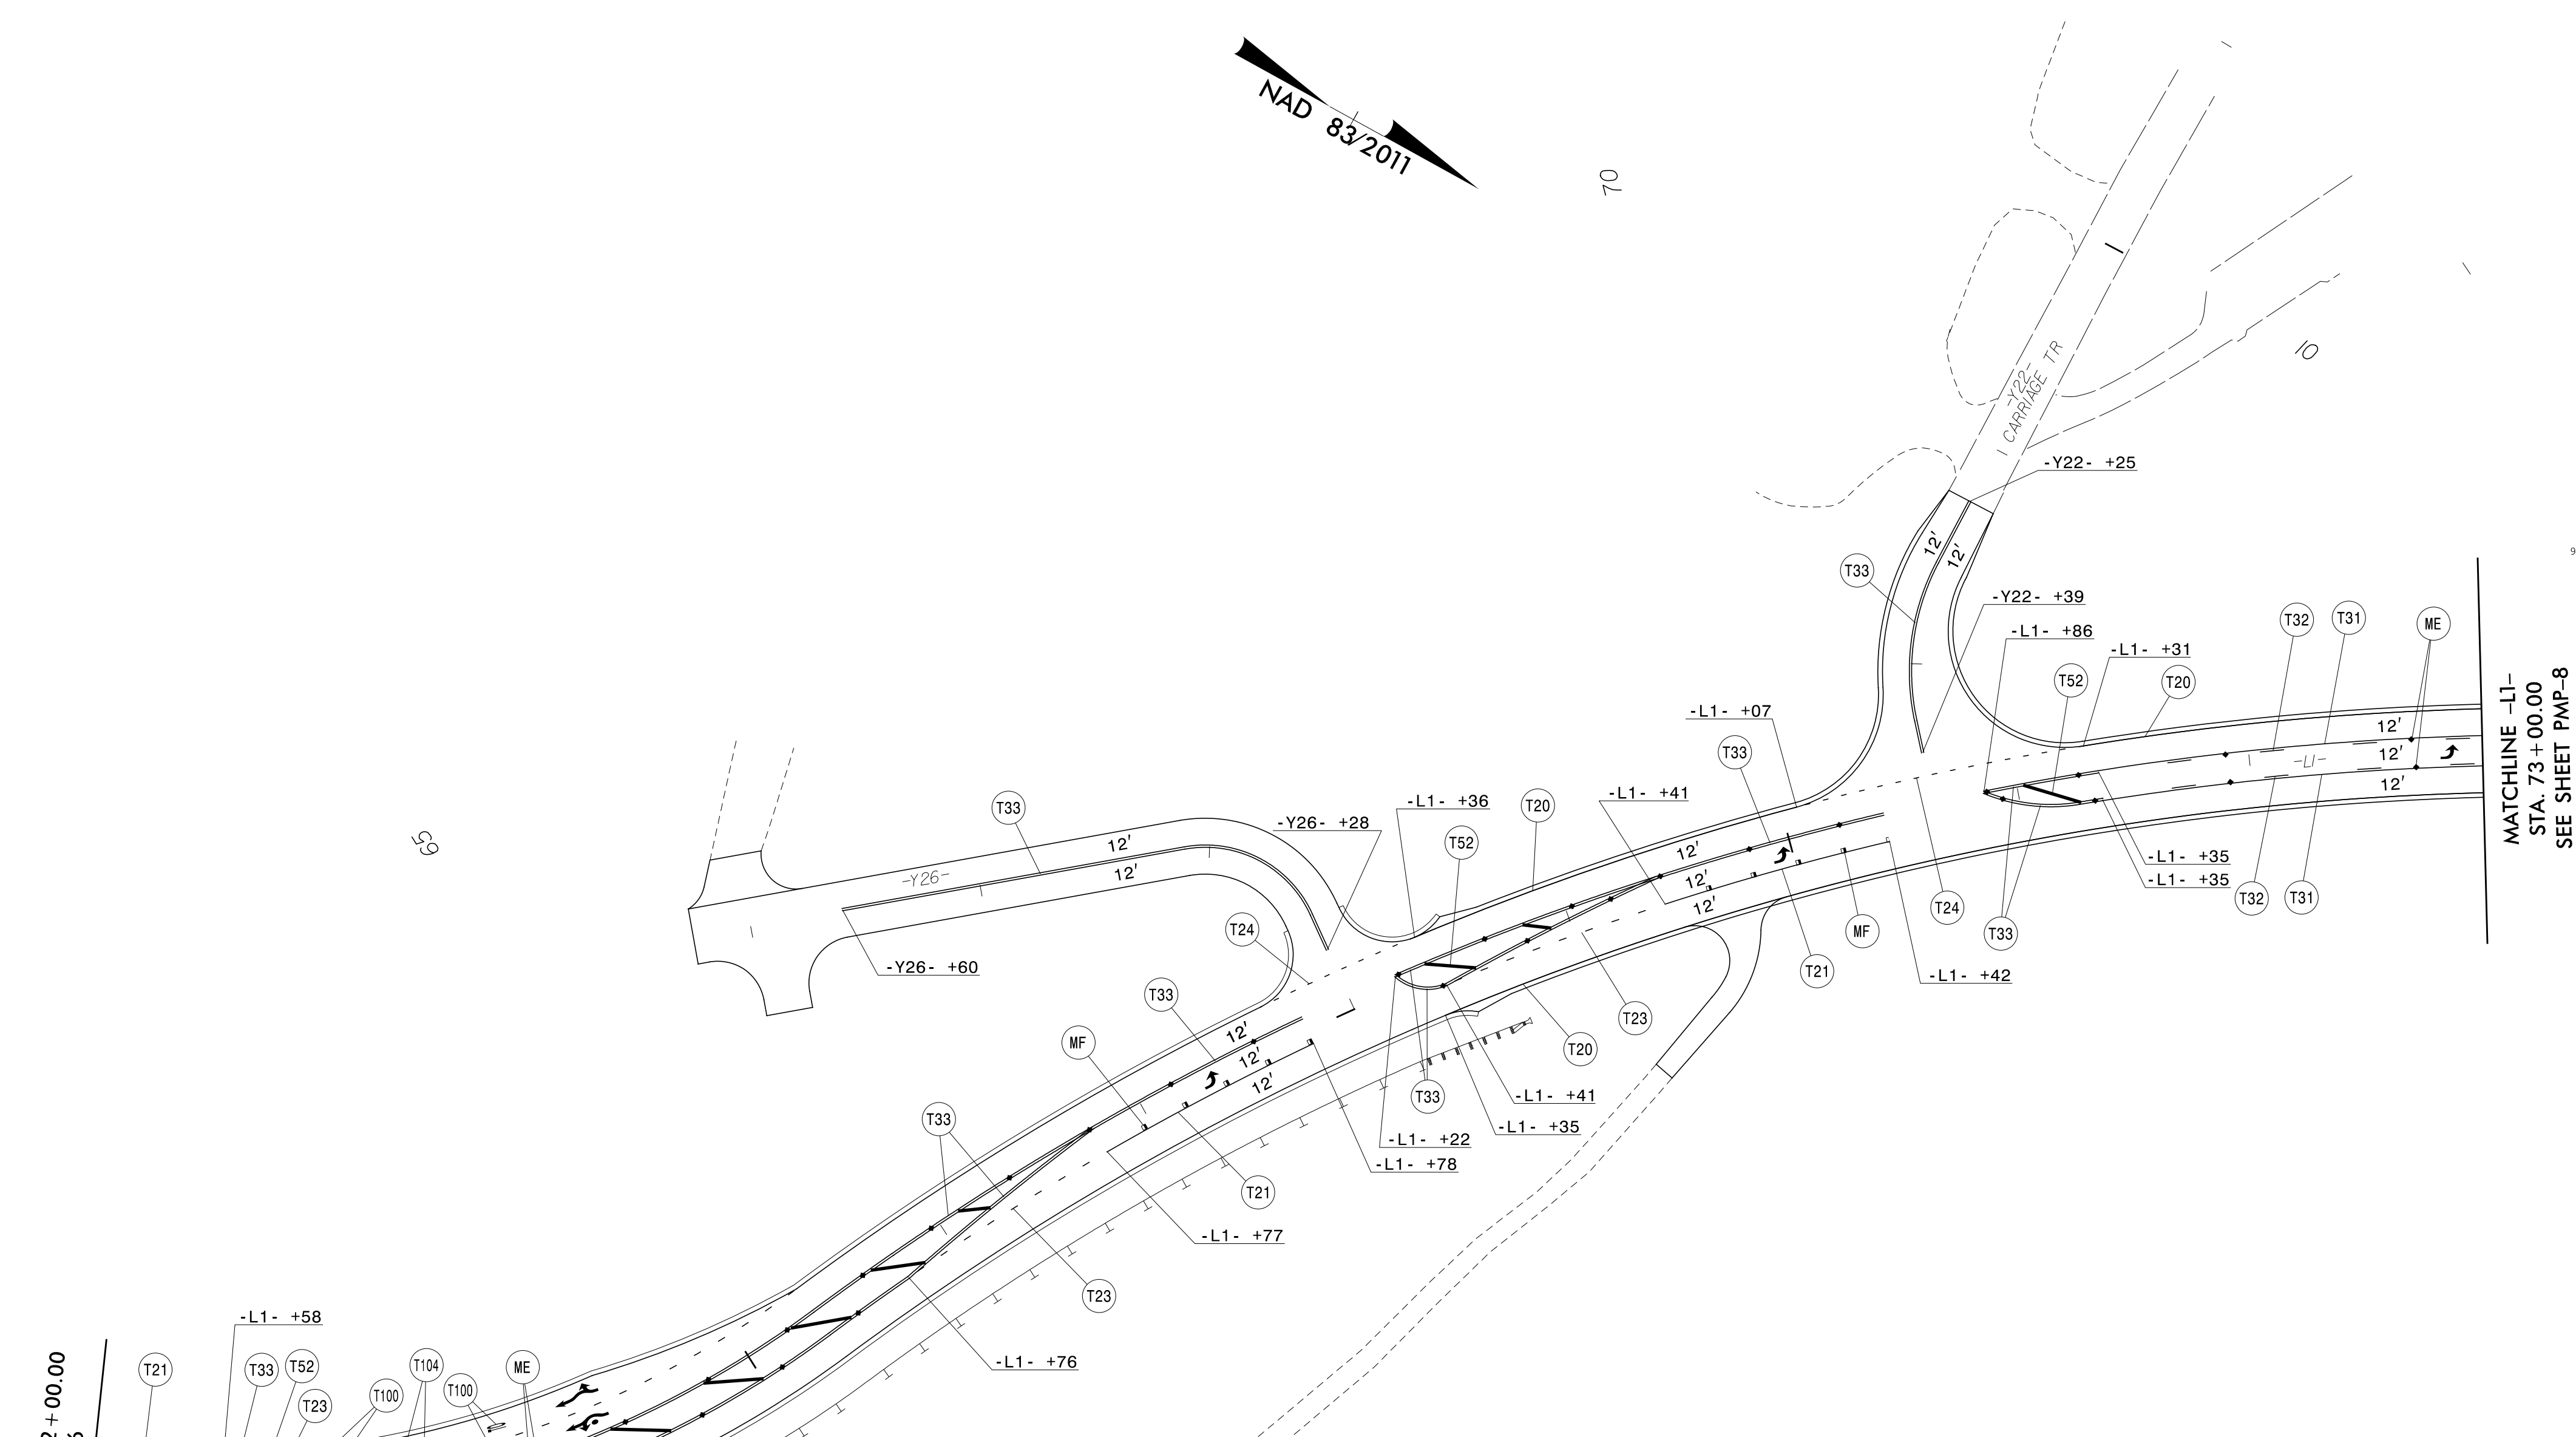 NAD 83/2011
70
10
-Y22-
CARRIAGE TR
-Y22- +25
12'
12'
T33
-Y22- +39
-L1- +86
-L1- +31
T52
T20
T32
T31
ME
9
12'
12'
12'
-L1-
MATCHLINE -L1-
STA. 73+00.00
SEE SHEET PMP-8
-L1- +35
-L1- +35
T32
T31
T33
T24
-L1- +07
T33
-L1- +41
T20
-L1- +36
T52
12'
12'
12'
MF
T21
-L1- +42
T23
T20
T33
-L1- +41
-L1- +35
-L1- +22
-L1- +78
65
T33
12'
12'
-Y26-
-Y26- +28
-Y26- +60
T24
T33
MF
12'
12'
12'
T33
T21
-L1- +77
T23
-L1- +76
-L1- +58
T21
T33
T52
T23
T100
T104
T100
ME
+00.00